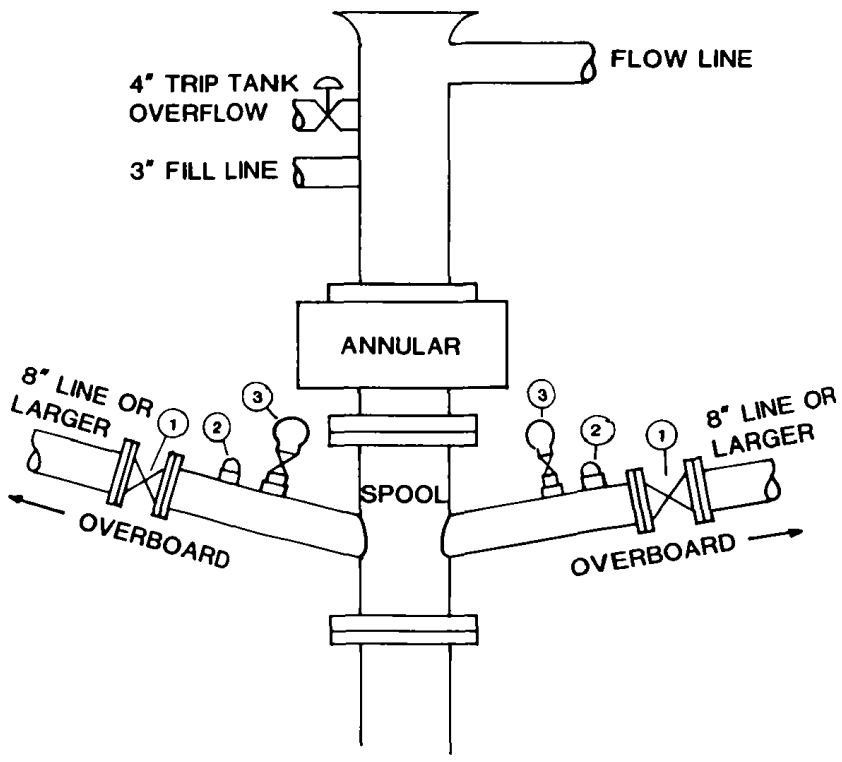 FLOW LINE
4" TRIP TANK
OVERFLOW
3" FILL LINE
ANNULAR
8" LINE OR
LARGER
1
2
3
3
2
1
8" LINE OR
LARGER
SPOOL
OVERBOARD
OVERBOARD